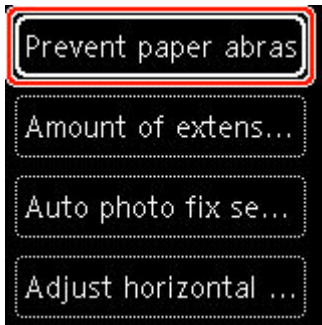 Prevent paper abras
Amount of extens...
Auto photo fix se...
Adjust horizontal ...